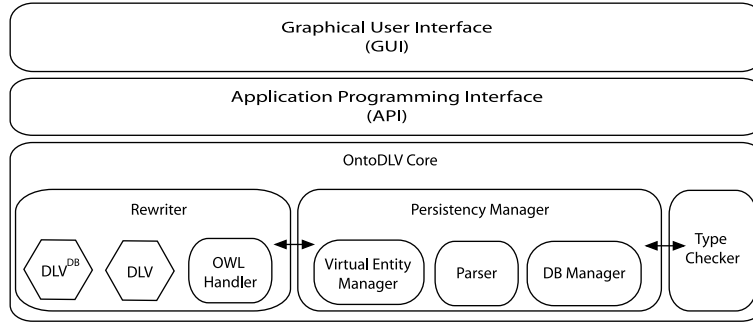 Graphical User Interface
(GUI)
Application Programming Interface
(API)
OntoDLV Core
Rewriter
DLV^DB
DLV
OWL
Handler
Persistency Manager
Virtual Entity
Manager
Parser
DB Manager
Type
Checker